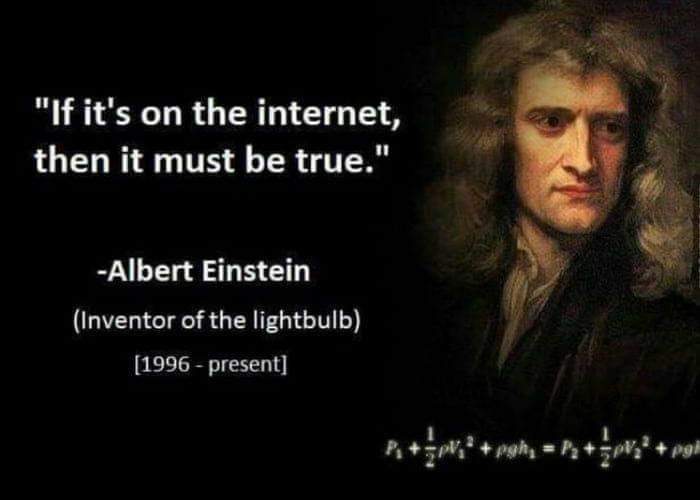 "If it's on the internet,
then it must be true."
-Albert Einstein
(Inventor of the lightbulb)
[1996 - present]
P₁ + ½ρV₁² + ρgh₁ = P₂ + ½ρV₂² + ρgh